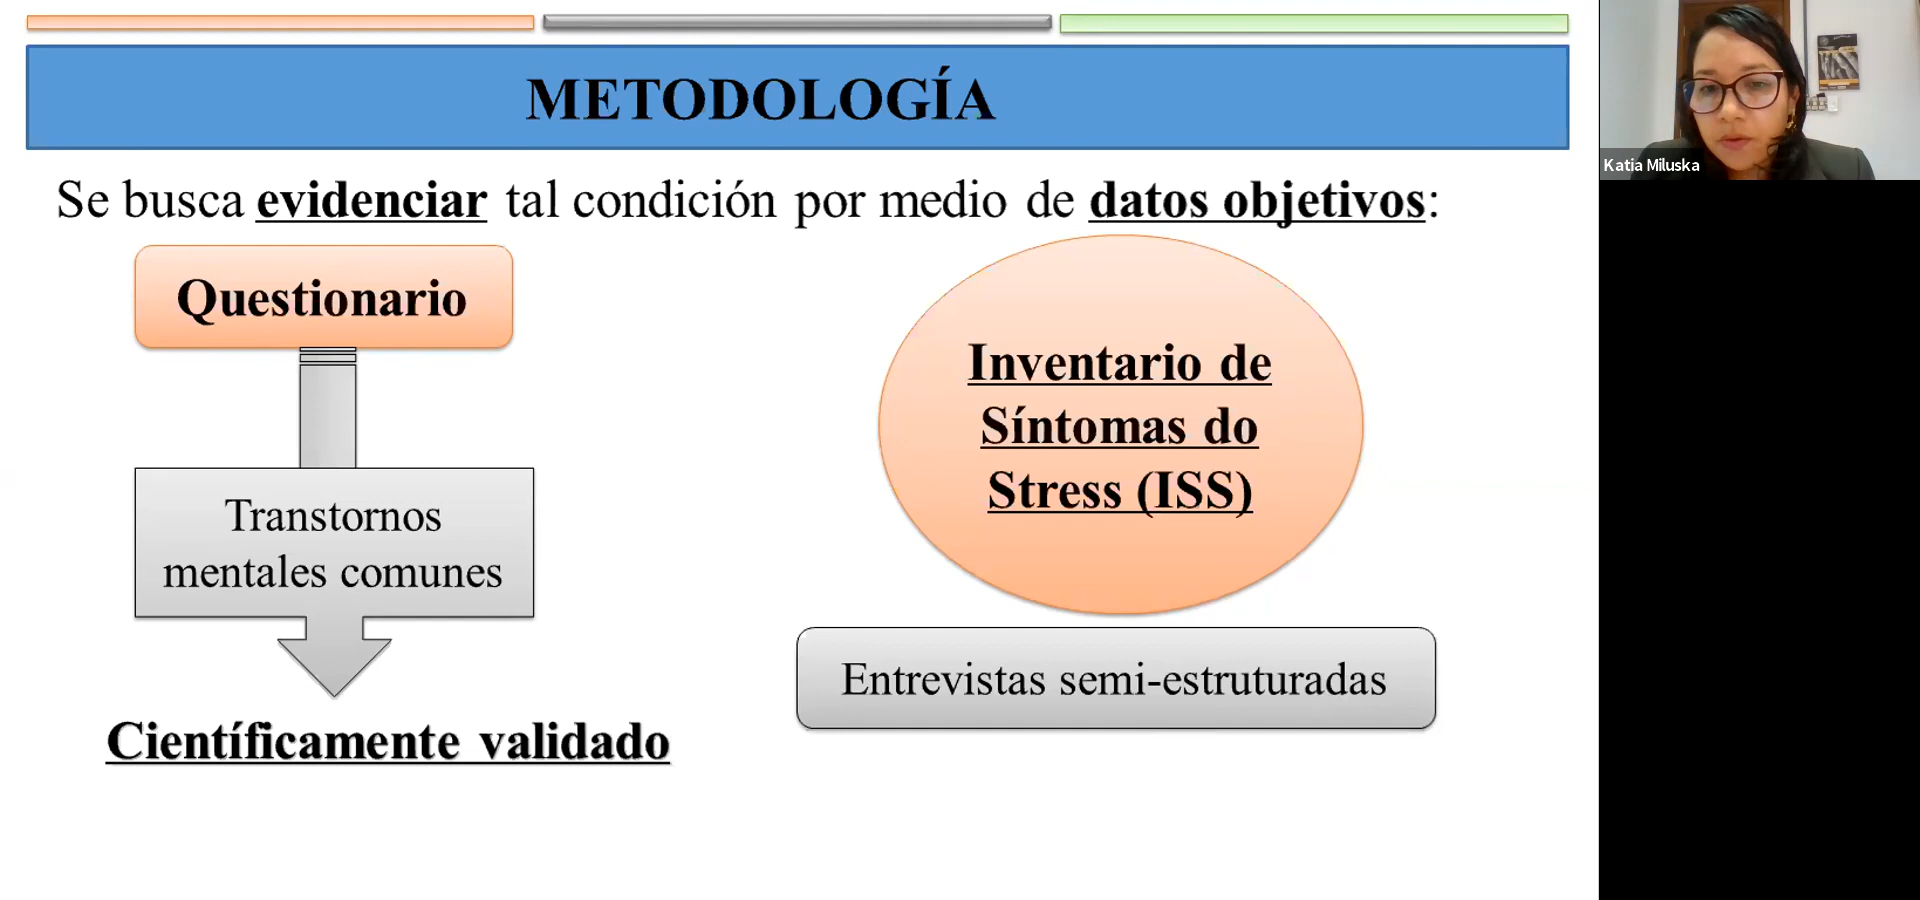 METODOLOGÍA
Se busca evidenciar tal condición por medio de datos objetivos:
Questionario
Transtornos
mentales comunes
Científicamente validado
Inventario de
Síntomas do
Stress (ISS)
Entrevistas semi-estruturadas
Katia Miluska